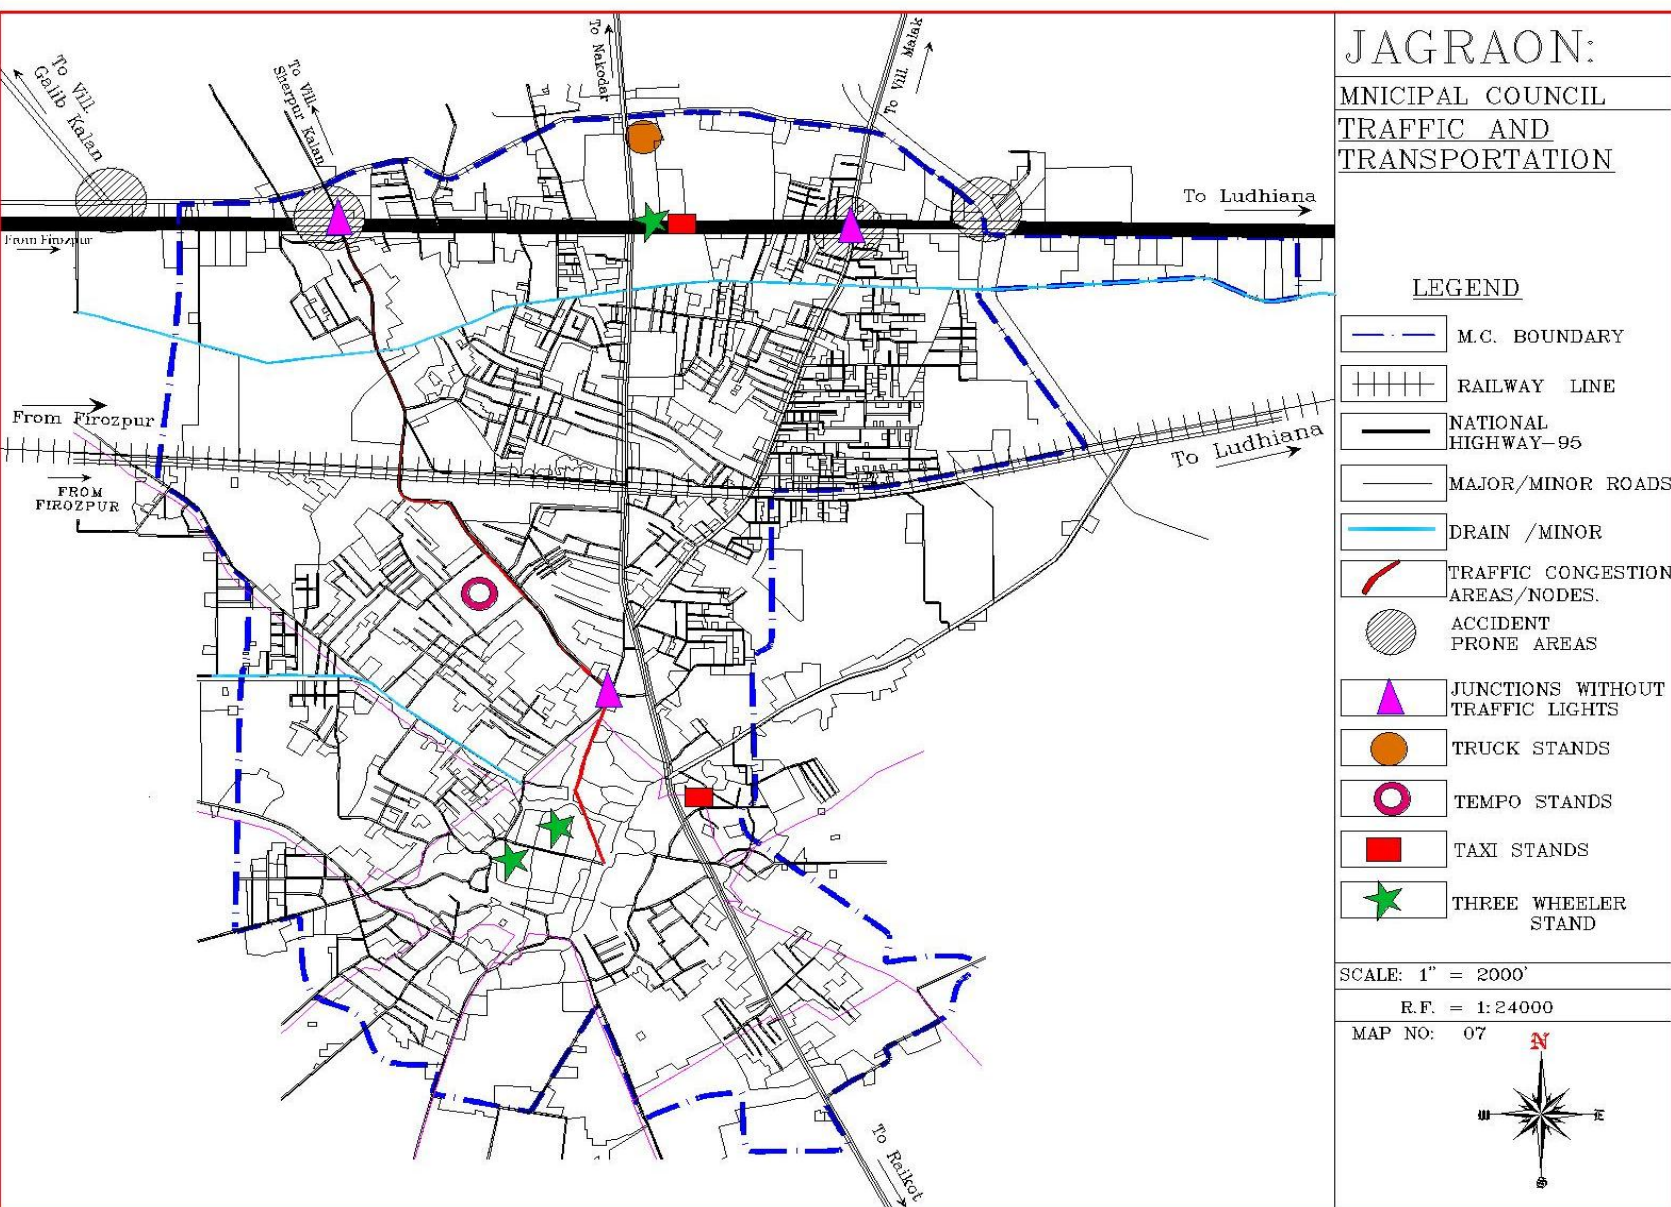 To Vill.
Galib Kalan
To Vill.
Sherpur Kalan
To Nakodar
To Vill. Malak
To Ludhiana
From Firozpur
From Firozpur
FROM
FIROZPUR
To Ludhiana
To Raikot
JAGRAON:
MNICIPAL COUNCIL
TRAFFIC AND
TRANSPORTATION
LEGEND
M.C. BOUNDARY
RAILWAY LINE
NATIONAL
HIGHWAY-95
MAJOR/MINOR ROADS
DRAIN /MINOR
TRAFFIC CONGESTION
AREAS/NODES.
ACCIDENT
PRONE AREAS
JUNCTIONS WITHOUT
TRAFFIC LIGHTS
TRUCK STANDS
TEMPO STANDS
TAXI STANDS
THREE WHEELER
STAND
SCALE: 1" = 2000'
R.F. = 1:24000
MAP NO: 07
N
W E
S